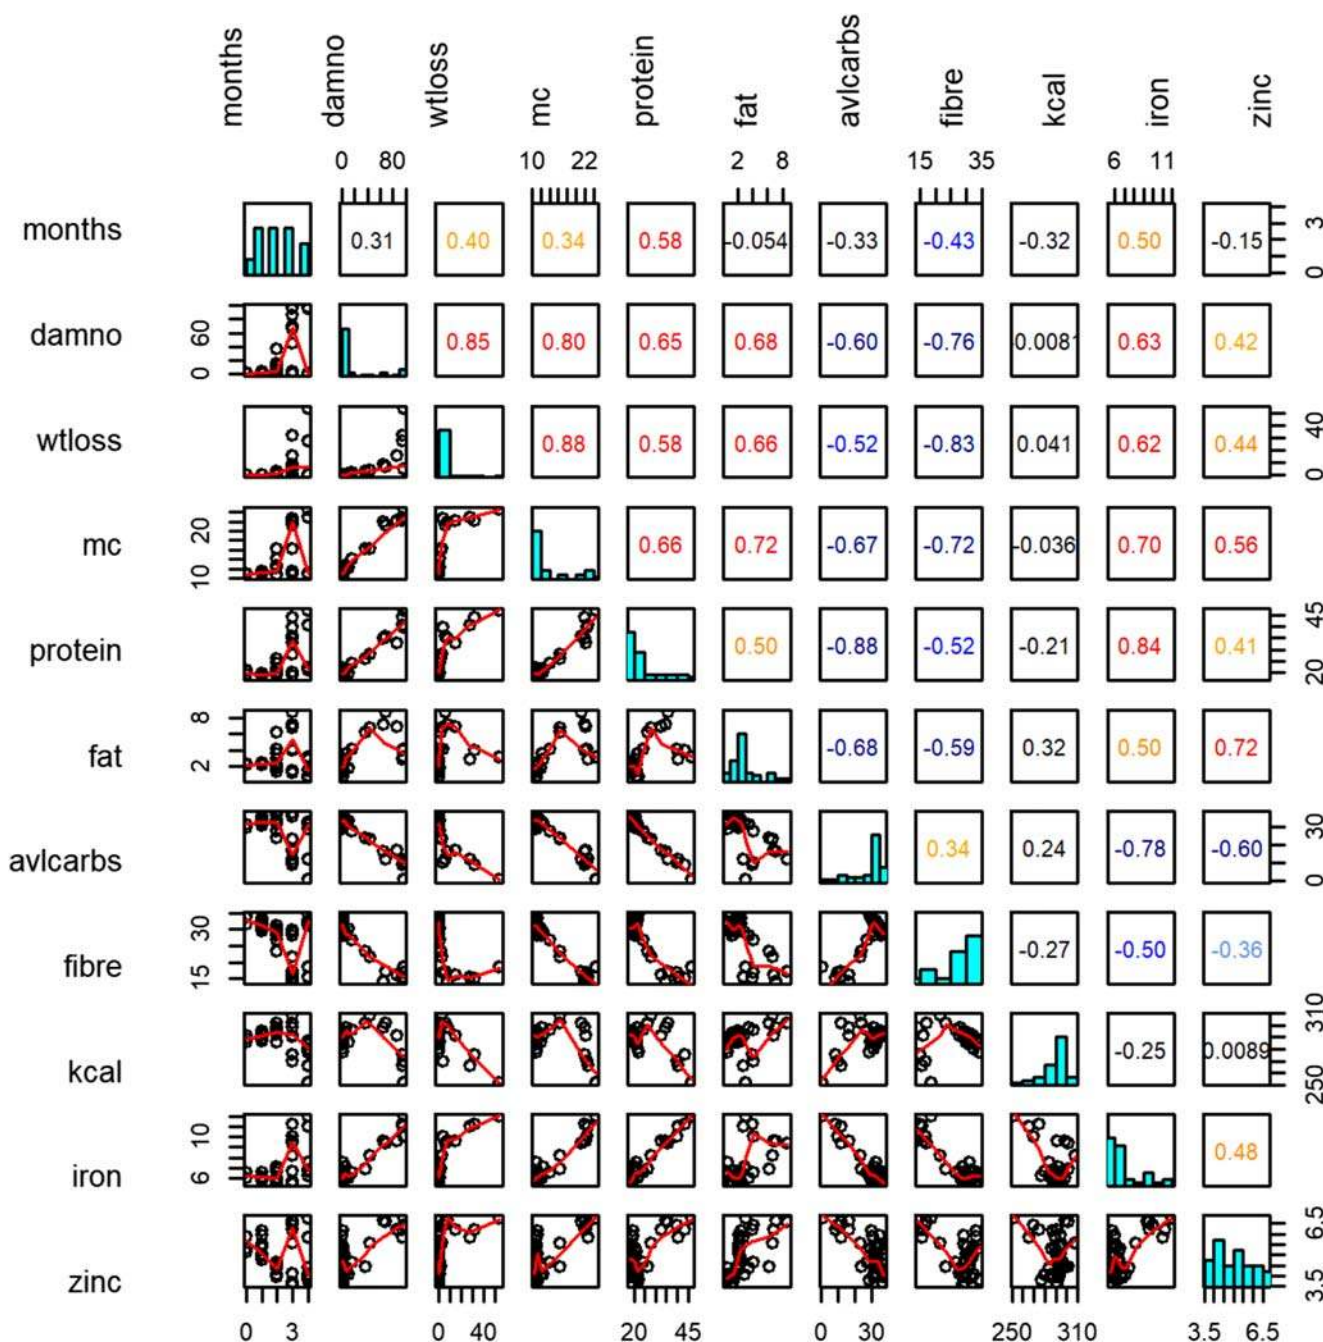 months damno wtloss mc protein fat avlcarbs fibre kcal iron zinc
0 80 10 22 2 8 15 35 6 11
months 0.31 0.40 0.34 0.58 -0.054 -0.33 -0.43 -0.32 0.50 -0.15 0 3
damno 0 60 0.85 0.80 0.65 0.68 -0.60 -0.76 -0.0081 0.63 0.42
wtloss 0.88 0.58 0.66 -0.52 -0.83 0.041 0.62 0.44 0 40
mc 10 20 0.66 0.72 -0.67 -0.72 -0.036 0.70 0.56
protein 0.50 -0.88 -0.52 -0.21 0.84 0.41 20 45
fat 2 8 -0.68 -0.59 0.32 0.50 0.72
avlcarbs 0.34 0.24 -0.78 -0.60 0 30
fibre 15 30 -0.27 -0.50 -0.36
kcal -0.25 0.0089 250 310
iron 6 10 0.48
zinc 3.5 6.5
0 3 0 40 20 45 0 30 250 310 3.5 6.5